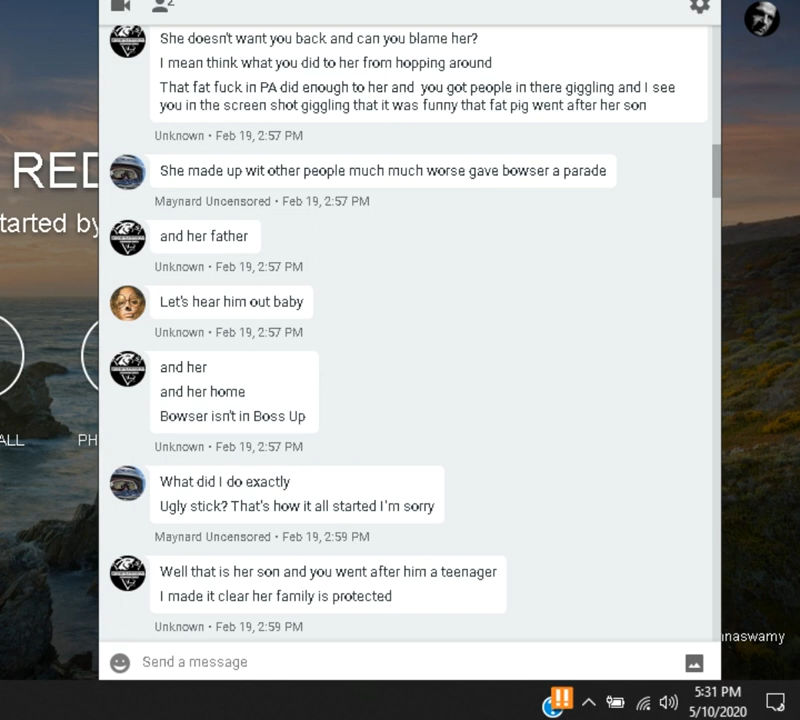 2
She doesn't want you back and can you blame her?
I mean think what you did to her from hopping around
That fat fuck in PA did enough to her and you got people in there giggling and I see
you in the screen shot giggling that it was funny that fat pig went after her son
Unknown • Feb 19, 2:57 PM
She made up wit other people much much worse gave bowser a parade
Maynard Uncensored • Feb 19, 2:57 PM
RED
tarted by
and her father
Unknown • Feb 19, 2:57 PM
Let's hear him out baby
Unknown • Feb 19, 2:57 PM
and her
and her home
Bowser isn't in Boss Up
ALL
PH
Unknown • Feb 19, 2:57 PM
What did I do exactly
Ugly stick? That's how it all started I'm sorry
Maynard Uncensored • Feb 19, 2:59 PM
Well that is her son and you went after him a teenager
I made it clear her family is protected
Unknown • Feb 19, 2:59 PM
naswamy
Send a message
5:31 PM
5/10/2020